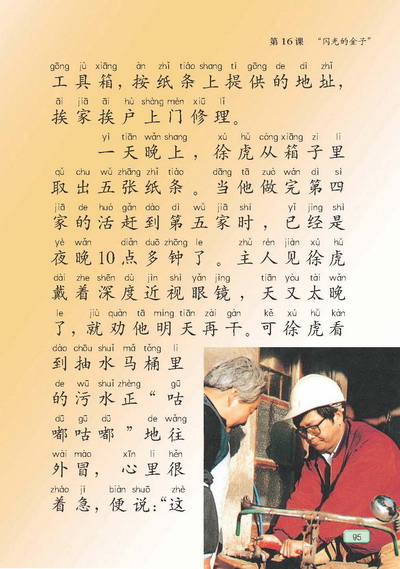 第16课 “闪光的金子”
gōng jù xiāng àn zhǐ tiáo shang tí gōng de dì zhǐ
工具箱，按纸条上提供的地址，
āi jiā āi hù shàng mén xiū lǐ
挨家挨户上门修理。
yì tiān wǎn shang xú hǔ cóng xiāng zi li
一天晚上，徐虎从箱子里
qǔ chu wǔ zhāng zhǐ tiáo dāng tā zuò wán dì sì
取出五张纸条。当他做完第四
jiā de huó gǎn dào dì wǔ jiā shí yǐ jīng shì
家的活赶到第五家时，已经是
yè wǎn diǎn duō zhōng le zhǔ rén jiàn xú hǔ
夜晚10点多钟了。主人见徐虎
dài zhe shēn dù jìn shì yǎn jìng tiān yòu tài wǎn
戴着深度近视眼镜，天又太晚
le jiù quàn tā míng tiān zài gàn kě xú hǔ kàn
了，就劝他明天再干。可徐虎看
dào chōu shuǐ mǎ tǒng li
到抽水马桶里
de wū shuǐ zhèng gū
的污水正“咕
dū gū dū de wǎng
嘟咕嘟”地往
wài mào xīn lǐ hěn
外冒，心里很
zháo jí biàn shuō zhè
着急，便说：“这
95